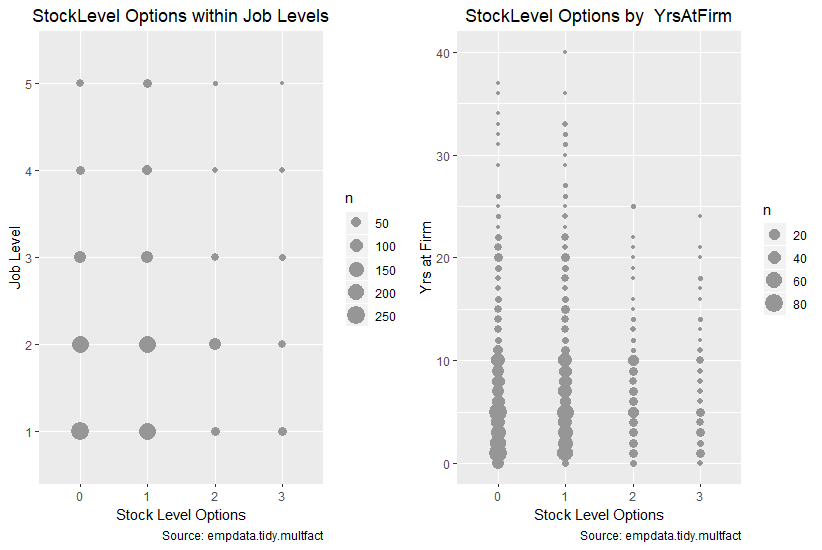 StockLevel Options within Job Levels
5
4
3
2
1
Job Level
0 1 2 3
Stock Level Options
Source: empdata.tidy.multfact
n
50
100
150
200
250
StockLevel Options by  YrsAtFirm
40
30
20
10
0
Yrs at Firm
0 1 2 3
Stock Level Options
Source: empdata.tidy.multfact
n
20
40
60
80